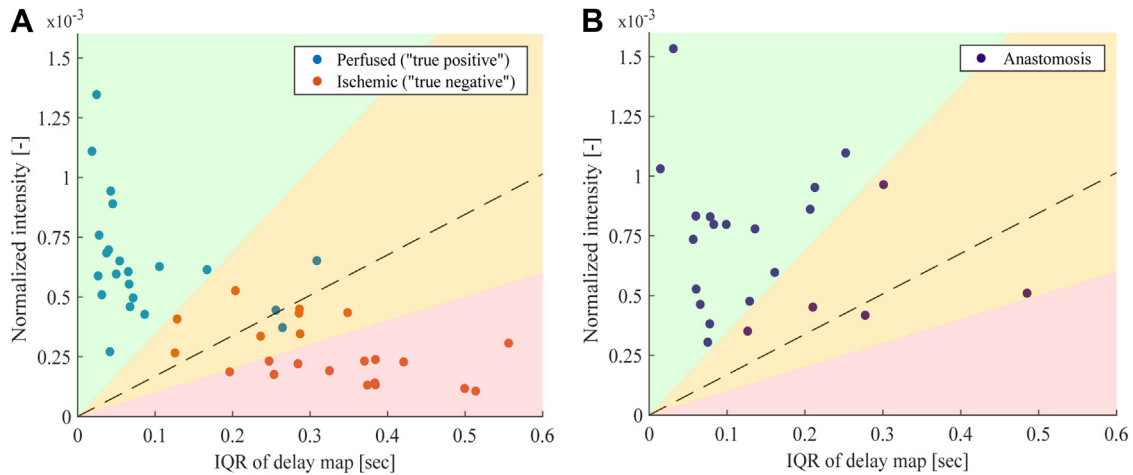 A
x10⁻³
Normalized intensity [-]
1.5
1.25
1
0.75
0.5
0.25
0
0
0.1
0.2
0.3
0.4
0.5
0.6
IQR of delay map [sec]
Perfused ("true positive")
Ischemic ("true negative")
B
x10⁻³
Normalized intensity [-]
1.5
1.25
1
0.75
0.5
0.25
0
0
0.1
0.2
0.3
0.4
0.5
0.6
IQR of delay map [sec]
Anastomosis